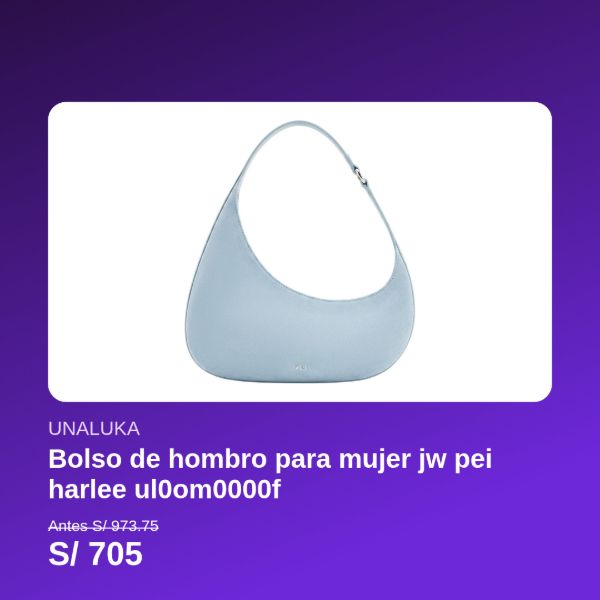 UNALUKA
Bolso de hombro para mujer jw pei
harlee ul0om0000f
Antes S/ 973.75
S/ 705